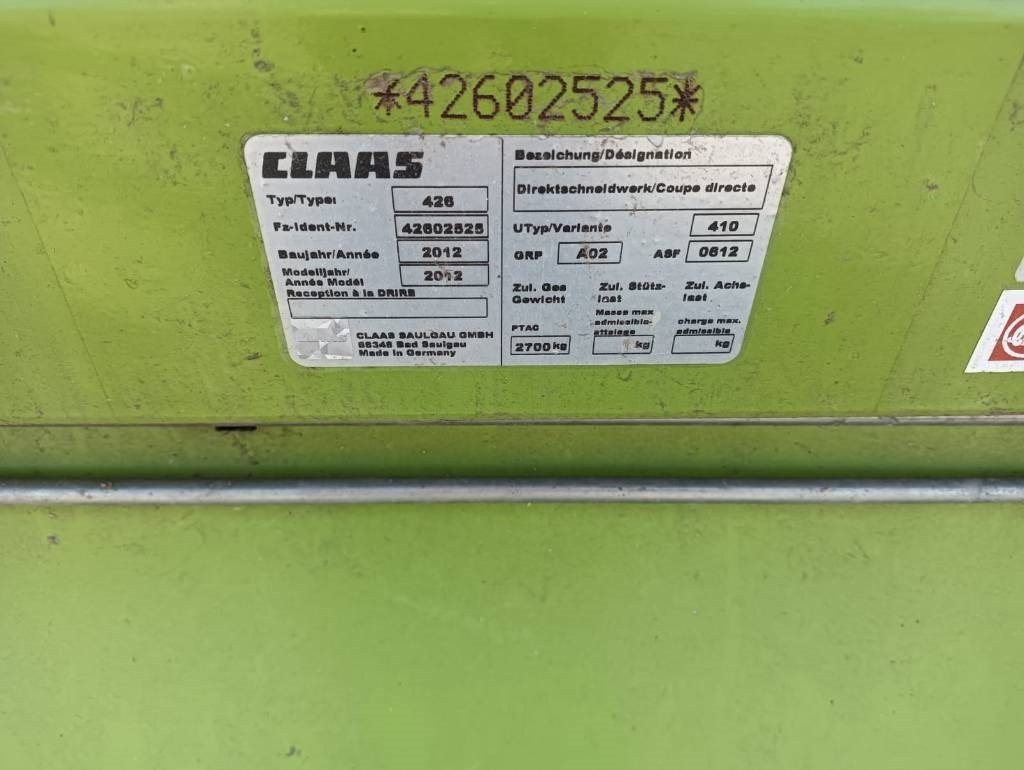 *42602525*
CLAAS
Typ/Type: 426
Fz-Ident-Nr. 42602525
Baujahr/Année 2012
Modelljahr/
Année Modél 2012
Reception à la DRIRE
CLAAS SAULGAU GMBH
88348 Bad Saulgau
Made in Germany
Bezeichung/Désignation
Direktschneidwerk/Coupe directe
UTyp/Variante 410
GRP A02 ASF 0612
Zul. Ges Gewicht
PTAC
2700 kg
Zul. Stütz-
last
Masse max
admissible-
attelage
kg
Zul. Achs-
last
charge max.
admissible
kg